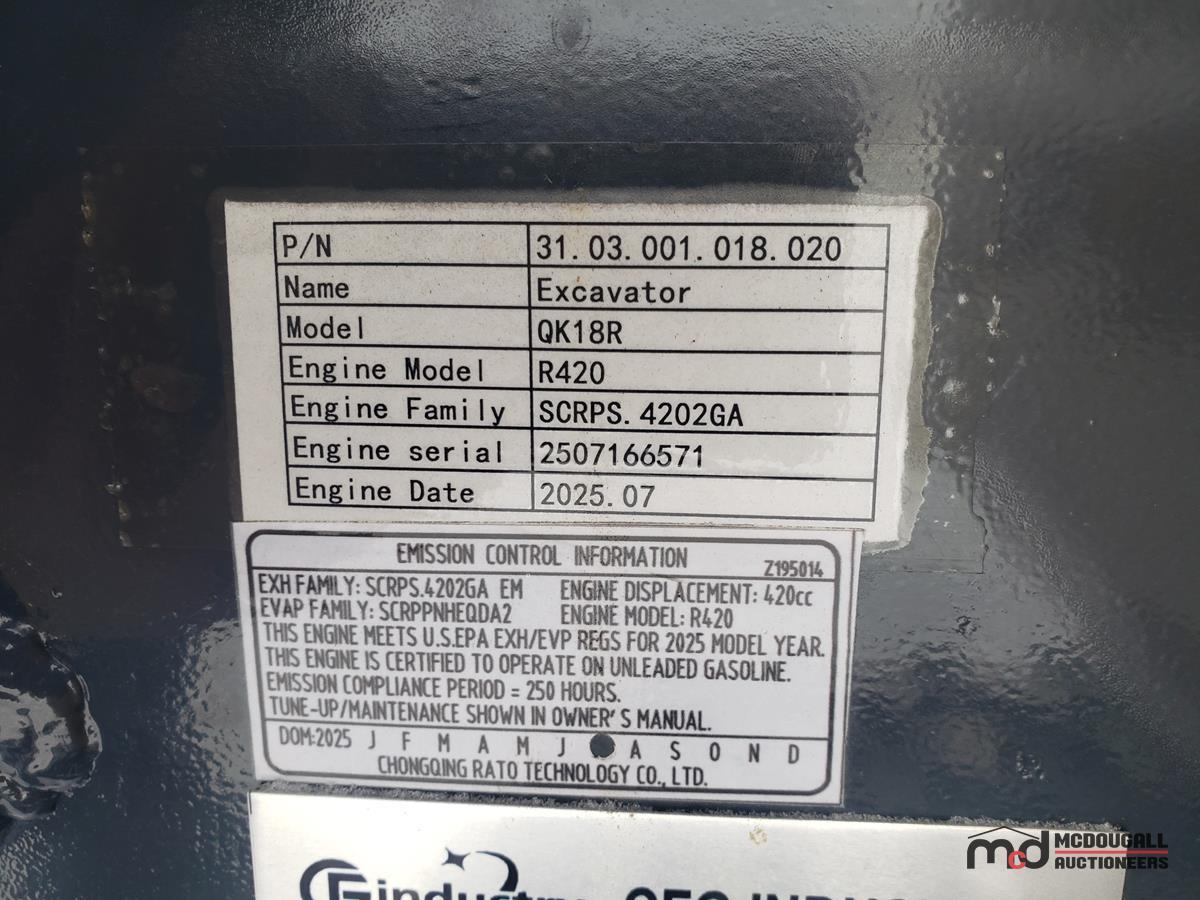 P/N 31.03.001.018.020
Name Excavator
Model QK18R
Engine Model R420
Engine Family SCRPS.4202GA
Engine serial 2507166571
Engine Date 2025.07
EMISSION CONTROL INFORMATION Z195014
EXH FAMILY: SCRPS.4202GA EM ENGINE DISPLACEMENT: 420cc
EVAP FAMILY: SCRPPNHEQDA2 ENGINE MODEL: R420
THIS ENGINE MEETS U.S.EPA EXH/EVP REGS FOR 2025 MODEL YEAR.
THIS ENGINE IS CERTIFIED TO OPERATE ON UNLEADED GASOLINE.
EMISSION COMPLIANCE PERIOD = 250 HOURS.
TUNE-UP/MAINTENANCE SHOWN IN OWNER'S MANUAL.
DOM:2025 J F M A M J A S O N D
CHONGQING RATO TECHNOLOGY CO., LTD.
mcd MCDOUGALL
AUCTIONEERS